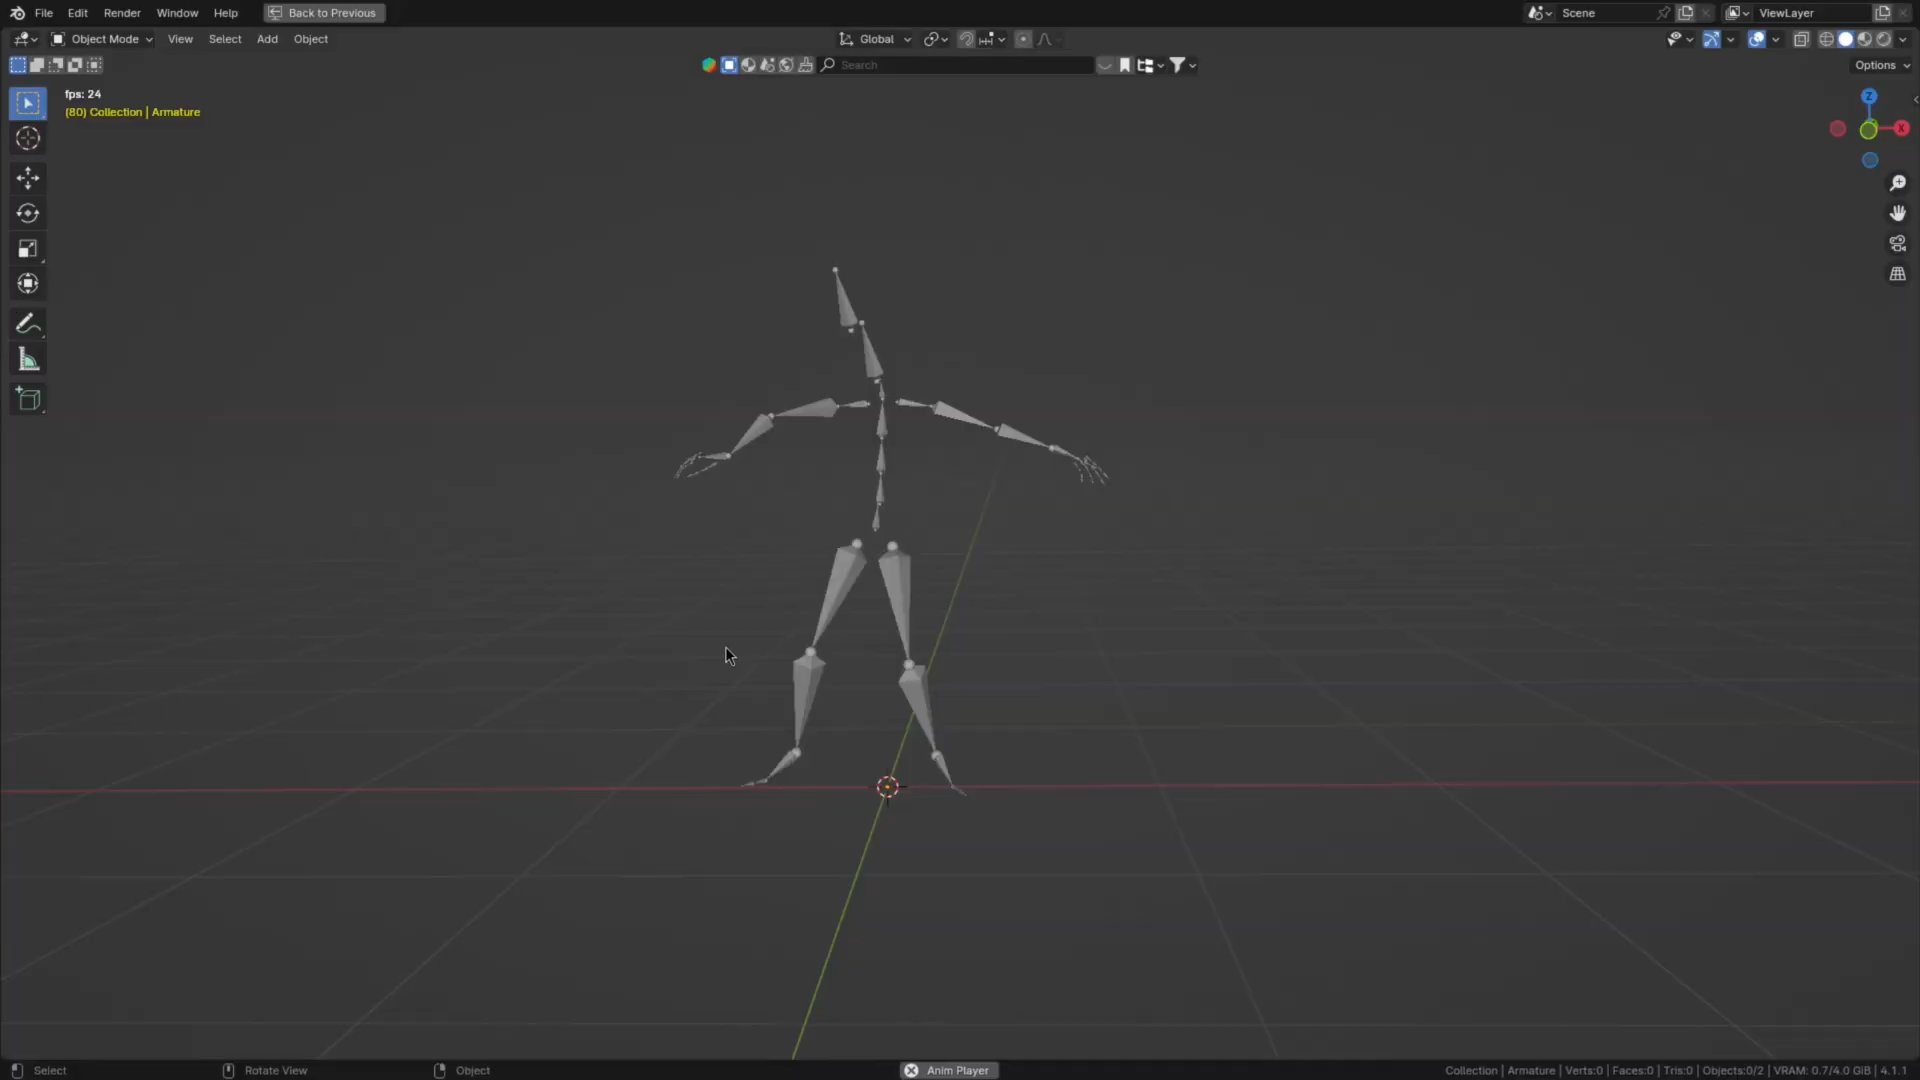 File Edit Render Window Help Back to Previous Scene ViewLayer
Object Mode View Select Add Object Global
Search Options
fps: 24
(80) Collection | Armature
Z
X
Select Rotate View Object Anim Player Collection | Armature | Verts:0 | Faces:0 | Tris:0 | Objects:0/2 | VRAM: 0.7/4.0 GiB | 4.1.1